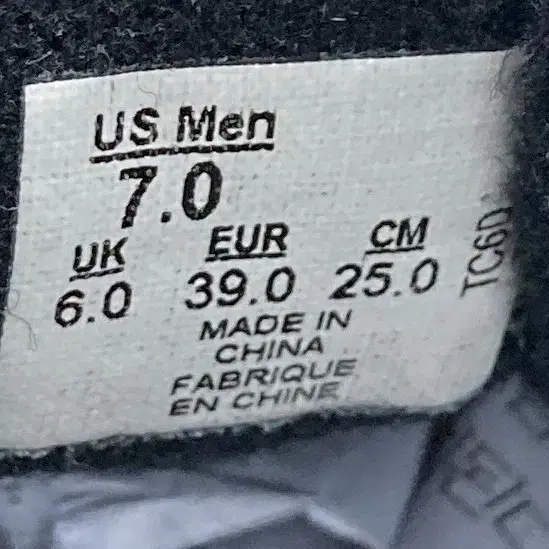 US Men
7.0
UK EUR CM
6.0 39.0 25.0
MADE IN
CHINA
FABRIQUE
EN CHINE
TC6D